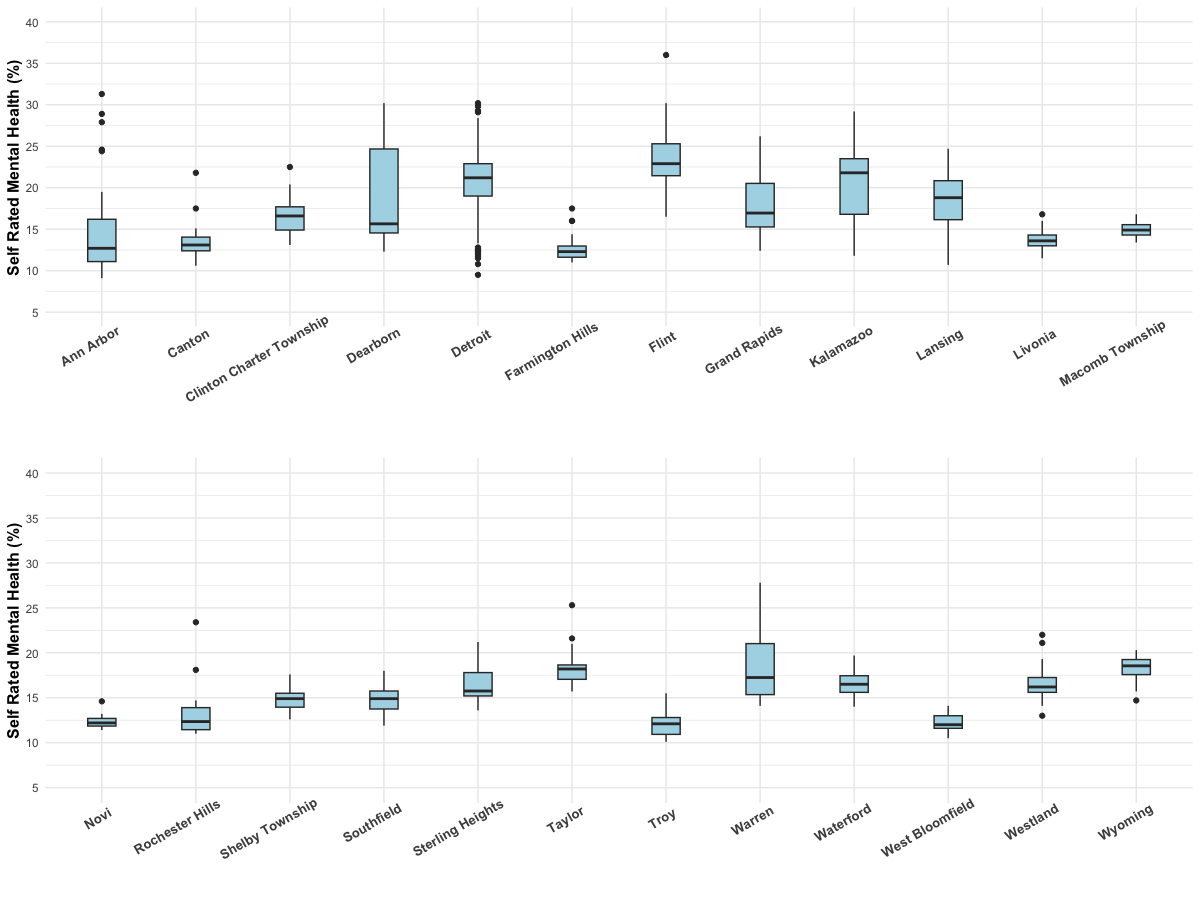 Self Rated Mental Health (%)
40
35
30
25
20
15
10
5
Ann Arbor
Canton
Clinton Charter Township
Dearborn
Detroit
Farmington Hills
Flint
Grand Rapids
Kalamazoo
Lansing
Livonia
Macomb Township
Self Rated Mental Health (%)
40
35
30
25
20
15
10
5
Novi
Rochester Hills
Shelby Township
Southfield
Sterling Heights
Taylor
Troy
Warren
Waterford
West Bloomfield
Westland
Wyoming